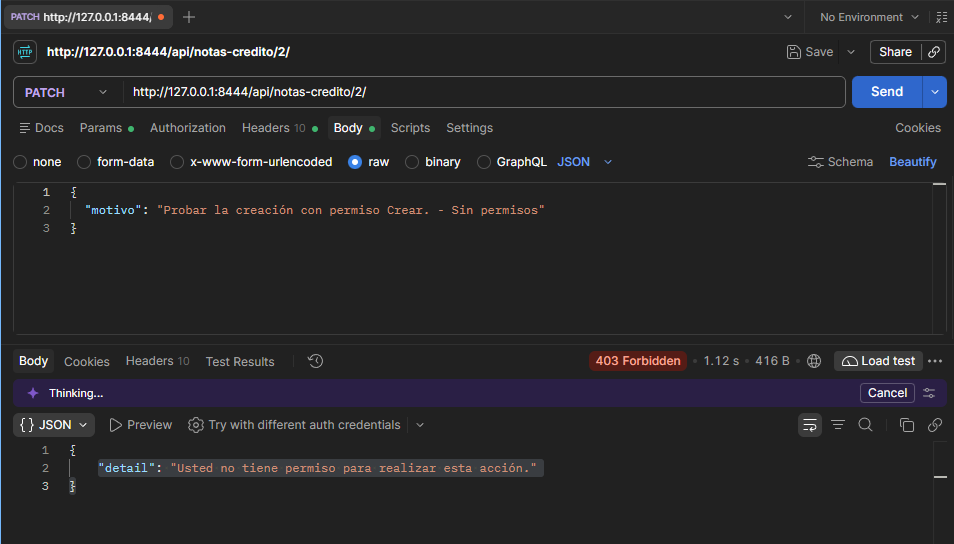 PATCH http://127.0.0.1:8444/
No Environment
HTTP http://127.0.0.1:8444/api/notas-credito/2/
Save
Share
PATCH
http://127.0.0.1:8444/api/notas-credito/2/
Send
Docs Params Authorization Headers 10 Body Scripts Settings Cookies
none form-data x-www-form-urlencoded raw binary GraphQL JSON Schema Beautify
1 {
2 "motivo": "Probar la creación con permiso Crear. - Sin permisos"
3 }
Body Cookies Headers 10 Test Results 403 Forbidden • 1.12 s • 416 B • Load test
Thinking... Cancel
{} JSON Preview Try with different auth credentials
1 {
2 "detail": "Usted no tiene permiso para realizar esta acción."
3 }